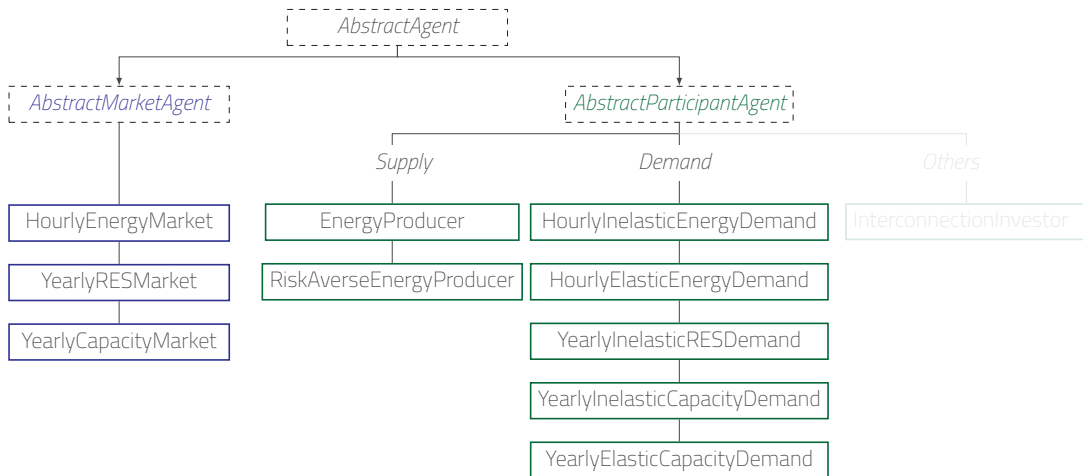 AbstractAgent
AbstractMarketAgent
AbstractParticipantAgent
Supply
Demand
Others
HourlyEnergyMarket
EnergyProducer
HourlyInelasticEnergyDemand
InterconnectionInvestor
YearlyRESMarket
RiskAverseEnergyProducer
HourlyElasticEnergyDemand
YearlyCapacityMarket
YearlyInelasticRESDemand
YearlyInelasticCapacityDemand
YearlyElasticCapacityDemand